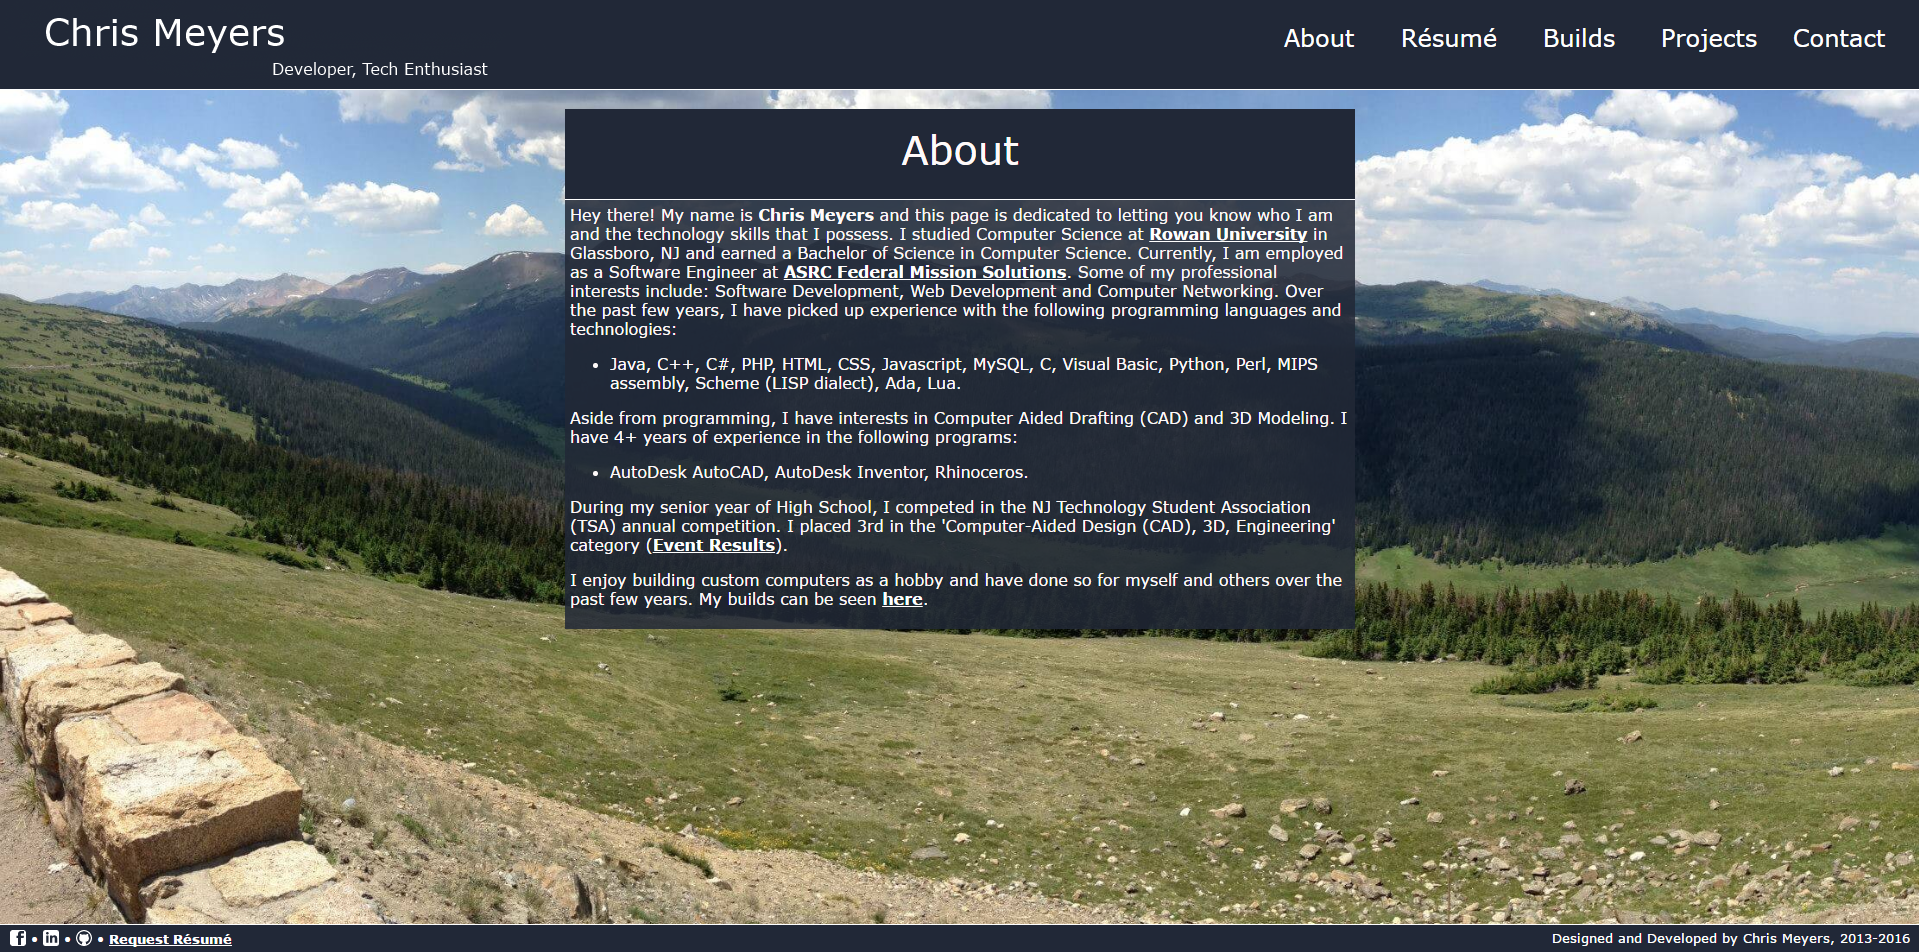 Chris Meyers
Developer, Tech Enthusiast
About Résumé Builds Projects Contact
About
Hey there! My name is Chris Meyers and this page is dedicated to letting you know who I am
and the technology skills that I possess. I studied Computer Science at Rowan University in
Glassboro, NJ and earned a Bachelor of Science in Computer Science. Currently, I am employed
as a Software Engineer at ASRC Federal Mission Solutions. Some of my professional
interests include: Software Development, Web Development and Computer Networking. Over
the past few years, I have picked up experience with the following programming languages and
technologies:
• Java, C++, C#, PHP, HTML, CSS, Javascript, MySQL, C, Visual Basic, Python, Perl, MIPS
assembly, Scheme (LISP dialect), Ada, Lua.
Aside from programming, I have interests in Computer Aided Drafting (CAD) and 3D Modeling. I
have 4+ years of experience in the following programs:
• AutoDesk AutoCAD, AutoDesk Inventor, Rhinoceros.
During my senior year of High School, I competed in the NJ Technology Student Association
(TSA) annual competition. I placed 3rd in the 'Computer-Aided Design (CAD), 3D, Engineering'
category (Event Results).
I enjoy building custom computers as a hobby and have done so for myself and others over the
past few years. My builds can be seen here.
• • • Request Résumé
Designed and Developed by Chris Meyers, 2013-2016